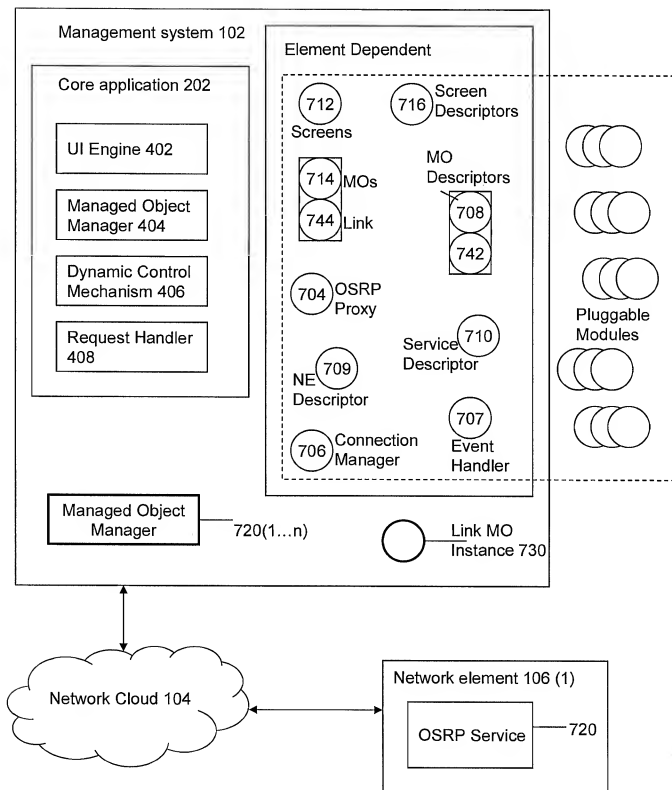 Management system 102
Core application 202
UI Engine 402
Managed Object
Manager 404
Dynamic Control
Mechanism 406
Request Handler
408
Element Dependent
712
Screens
716
Screen
Descriptors
714
MOs
744
Link
MO
Descriptors
708
742
704
OSRP
Proxy
Service
Descriptor
710
709
NE
Descriptor
707
Event
Handler
706
Connection
Manager
Pluggable
Modules
Managed Object
Manager
720(1...n)
Link MO
Instance 730
Network Cloud 104
Network element 106 (1)
OSRP Service
720